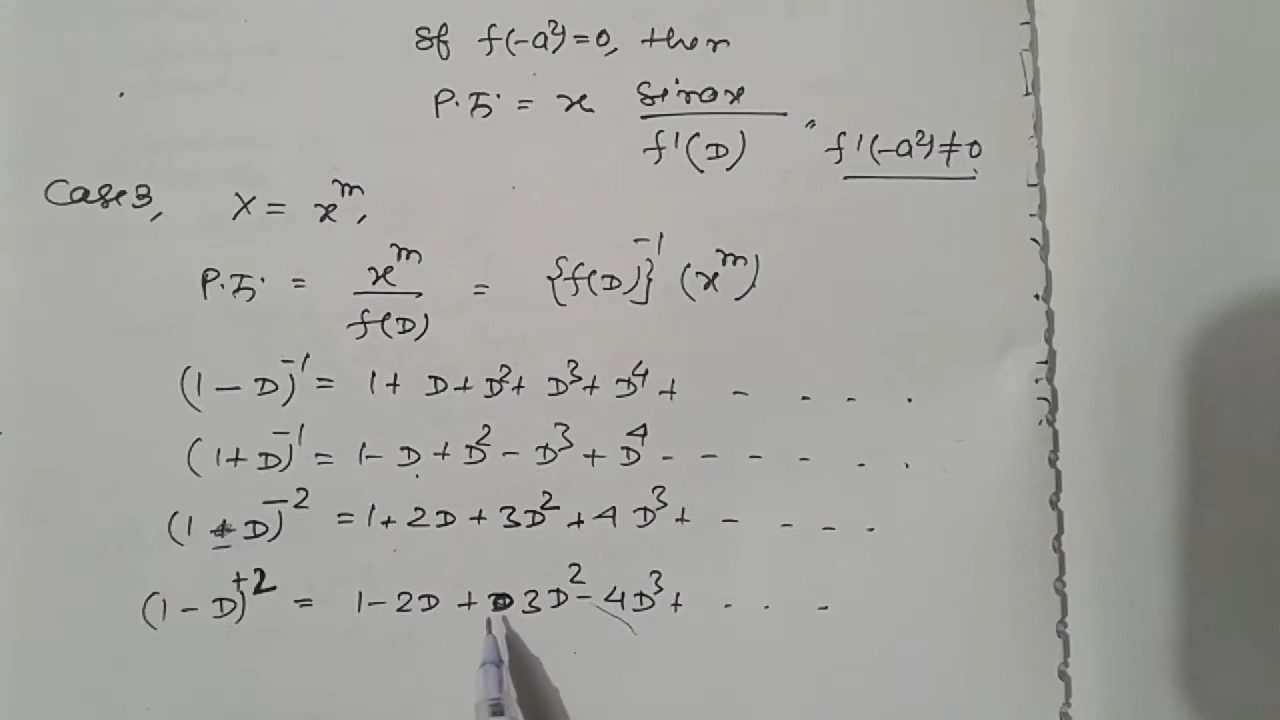 If f(-a²)=0, then
P.I. = x sinax / f'(D) , f'(-a²)≠0
Case 3, X = x^m,
P.I. = x^m / f(D) = {f(D)}^-1 (x^m)
(1-D)^-1 = 1+ D+D²+ D³+ D⁴+ - . . .
(1+D)^-1 = 1- D+D²- D³+D⁴- - - - . .
(1 ± D)^-2 = 1+2D+3D²+4D³+ - - - -
(1-D)^+2 = 1-2D+3D²-4D³+ . . -